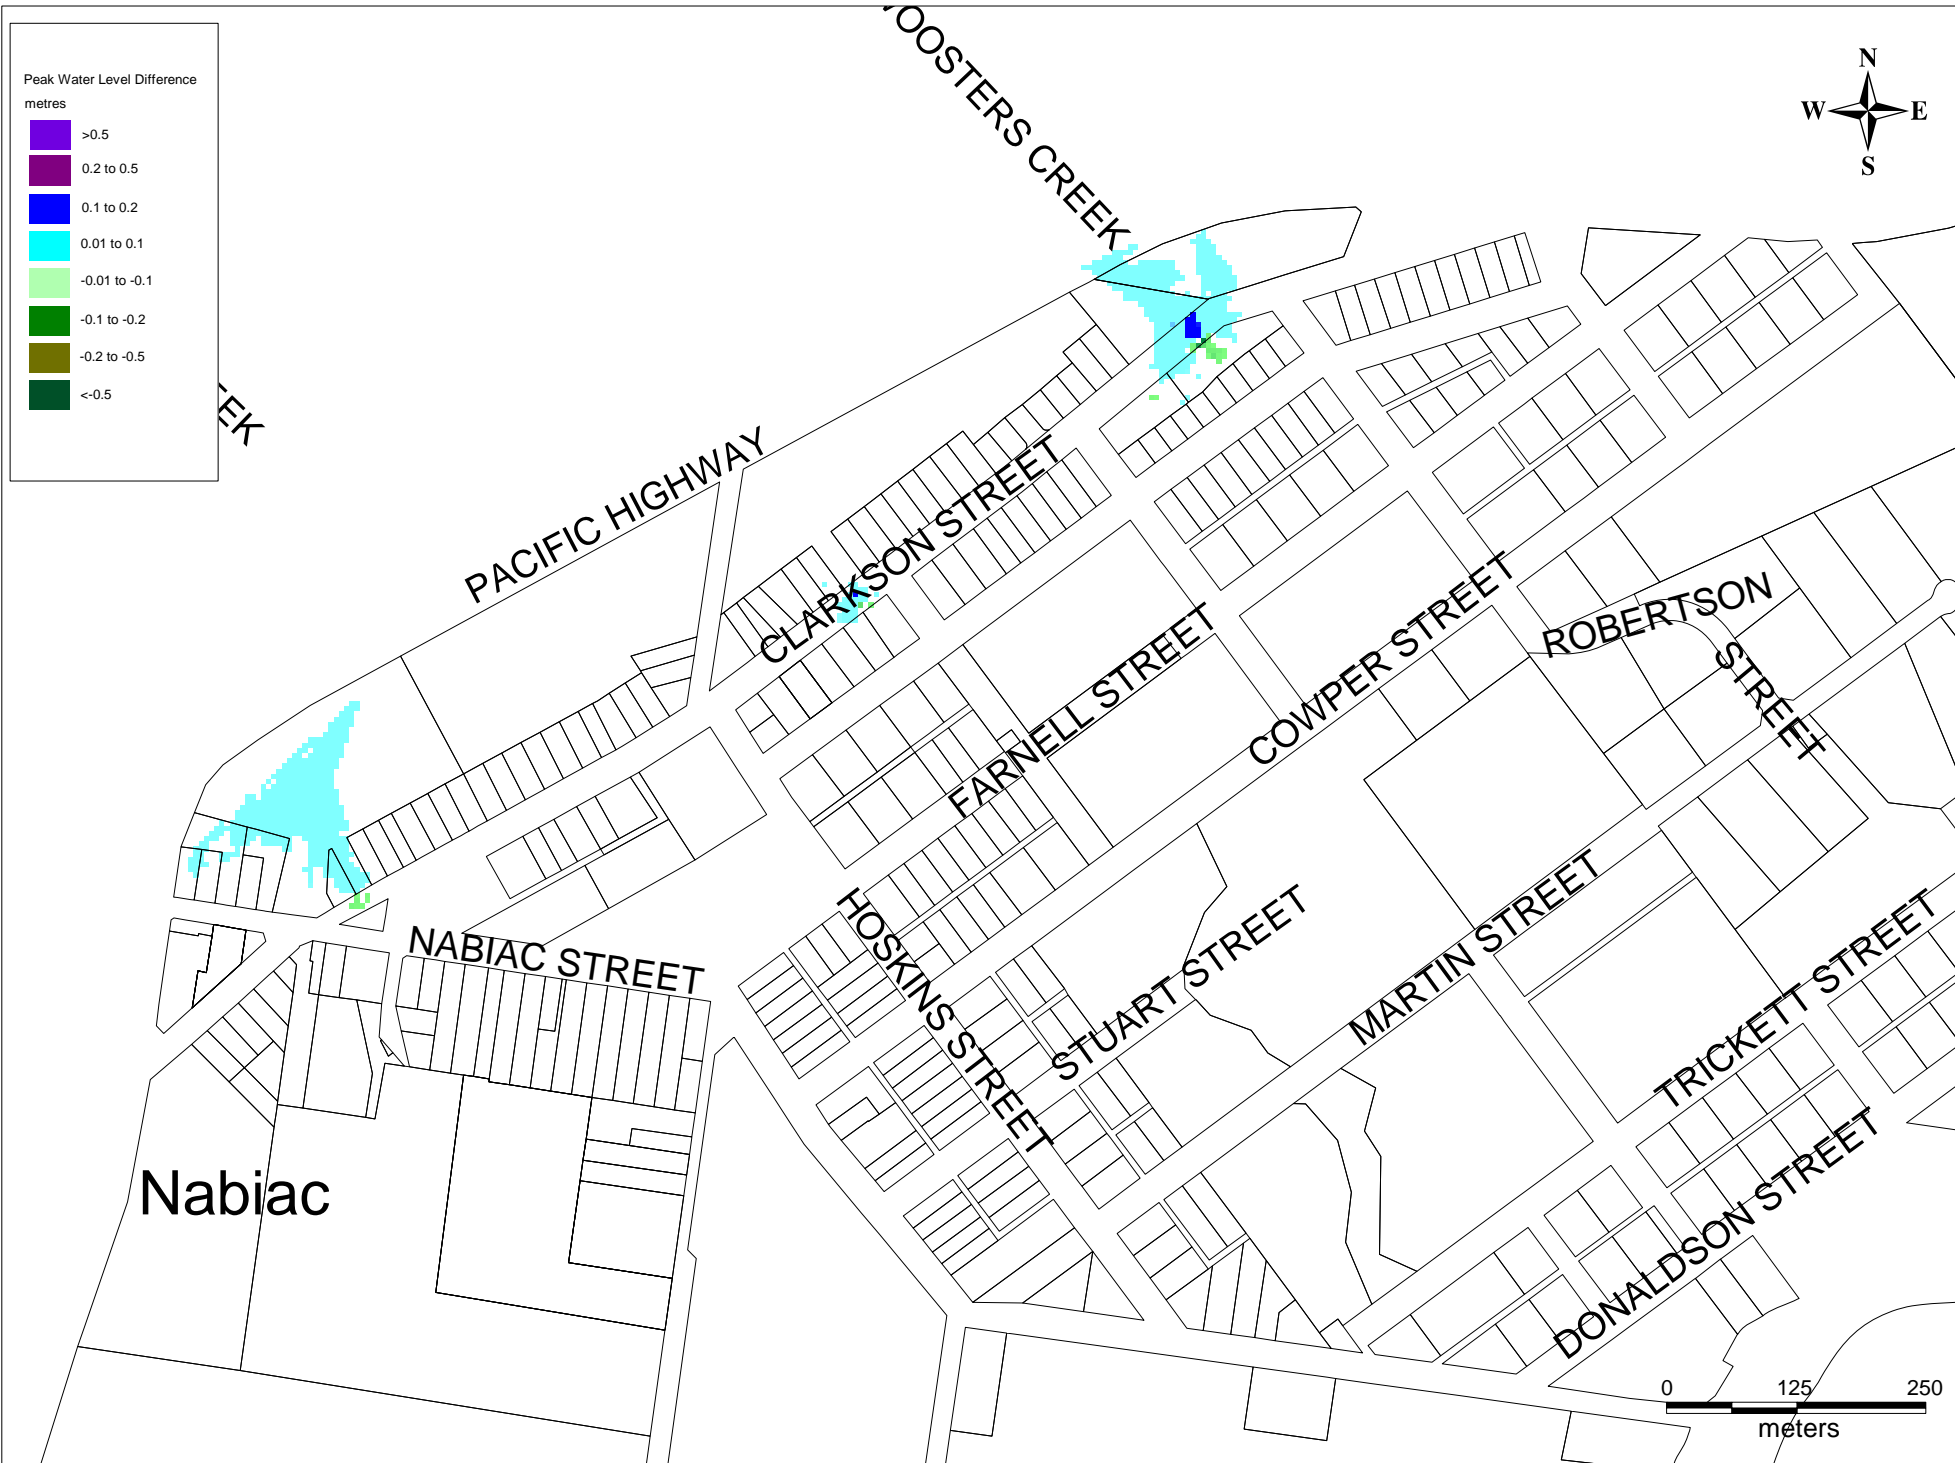 Peak Water Level Difference
metres
>0.5
0.2 to 0.5
0.1 to 0.2
0.01 to 0.1
-0.01 to -0.1
-0.1 to -0.2
-0.2 to -0.5
<-0.5
N
W E
S
OOSTERS CREEK
EK
PACIFIC HIGHWAY
CLARKSON STREET
FARNELL STREET
COWPER STREET
ROBERTSON
STREET
NABIAC STREET
HOSKINS STREET
STUART STREET
MARTIN STREET
TRICKETT STREET
DONALDSON STREET
Nabiac
0 125 250
meters